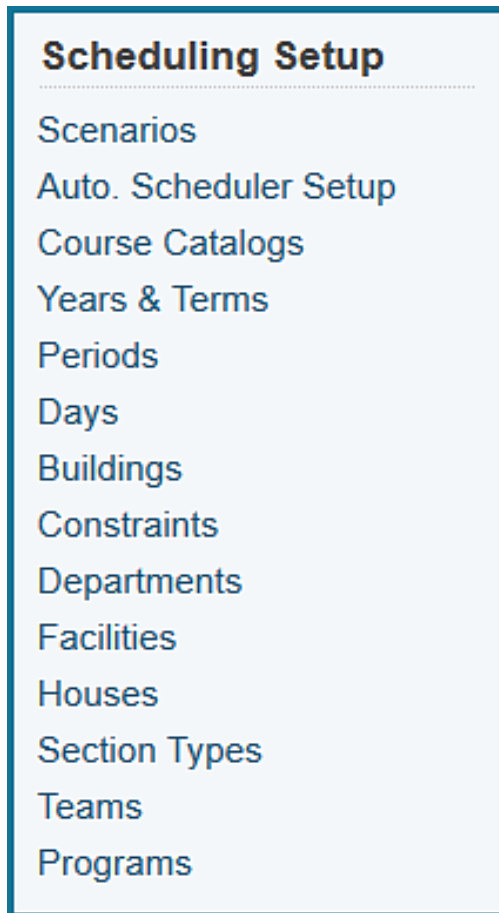 Scheduling Setup
Scenarios
Auto. Scheduler Setup
Course Catalogs
Years & Terms
Periods
Days
Buildings
Constraints
Departments
Facilities
Houses
Section Types
Teams
Programs